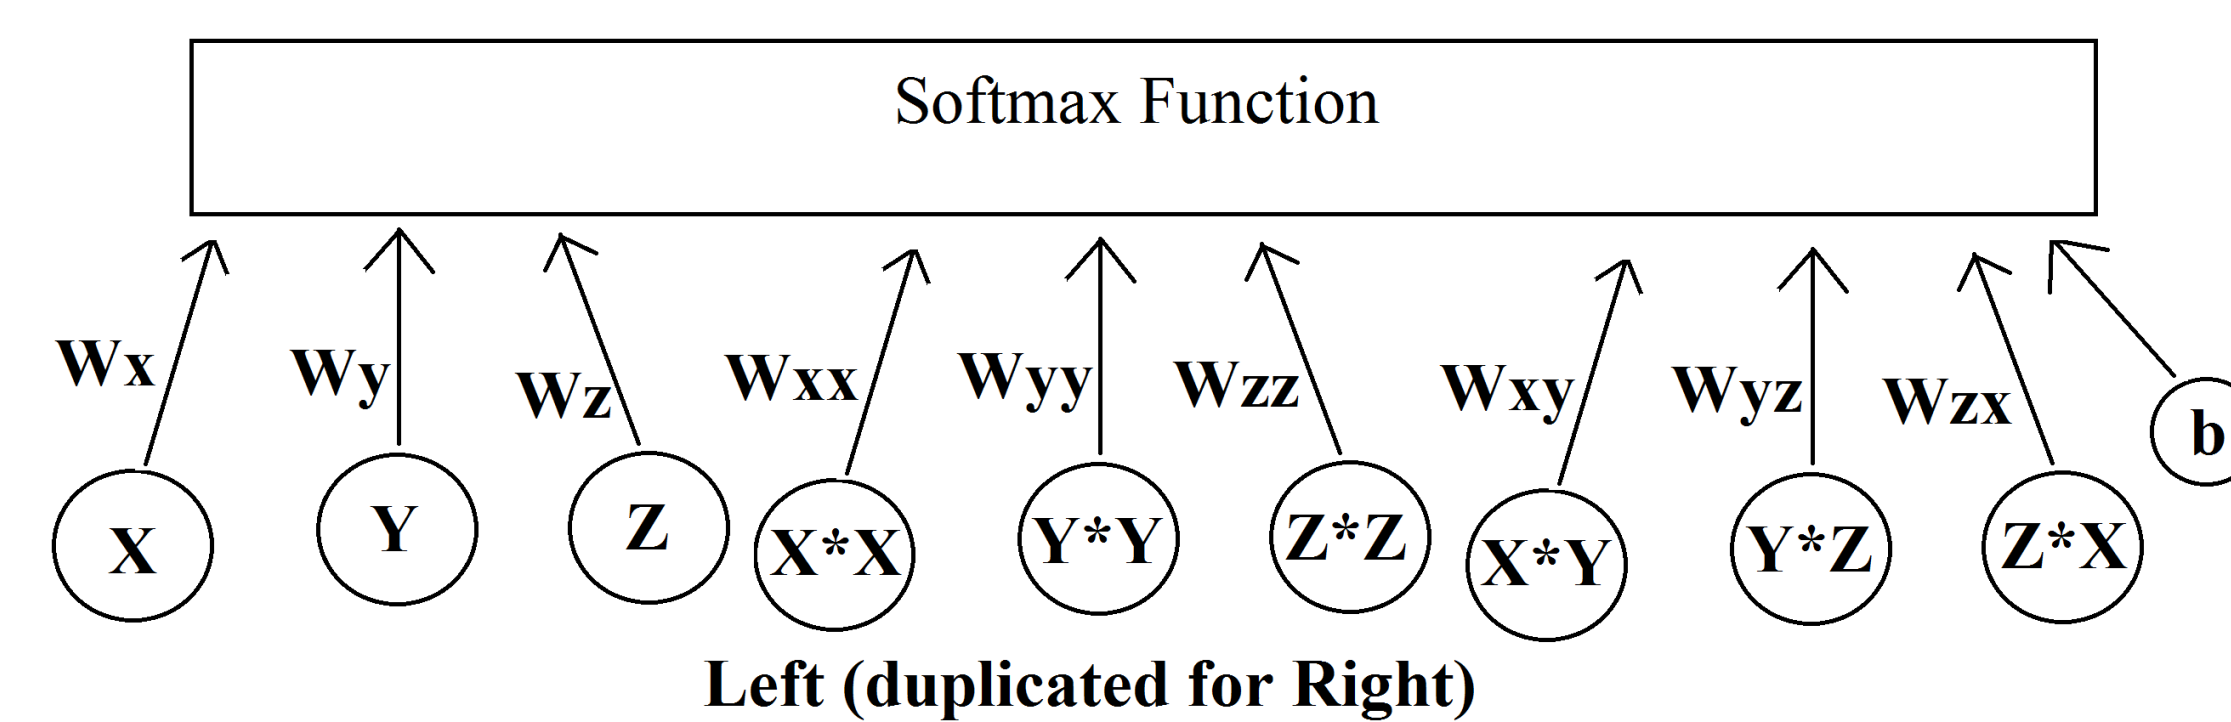 Softmax Function
Wx Wy Wz Wxx Wyy Wzz Wxy Wyz Wzx
X Y Z X*X Y*Y Z*Z X*Y Y*Z Z*X b
Left (duplicated for Right)